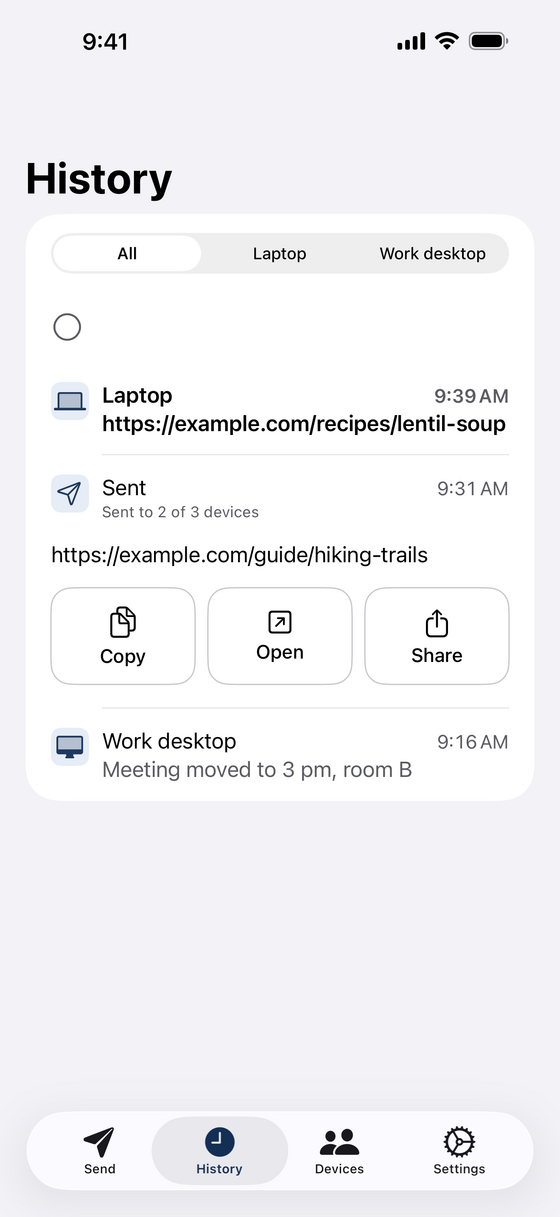 9:41
History
All
Laptop
Work desktop
Laptop
9:39 AM
https://example.com/recipes/lentil-soup
Sent
9:31 AM
Sent to 2 of 3 devices
https://example.com/guide/hiking-trails
Copy
Open
Share
Work desktop
9:16 AM
Meeting moved to 3 pm, room B
Send
History
Devices
Settings